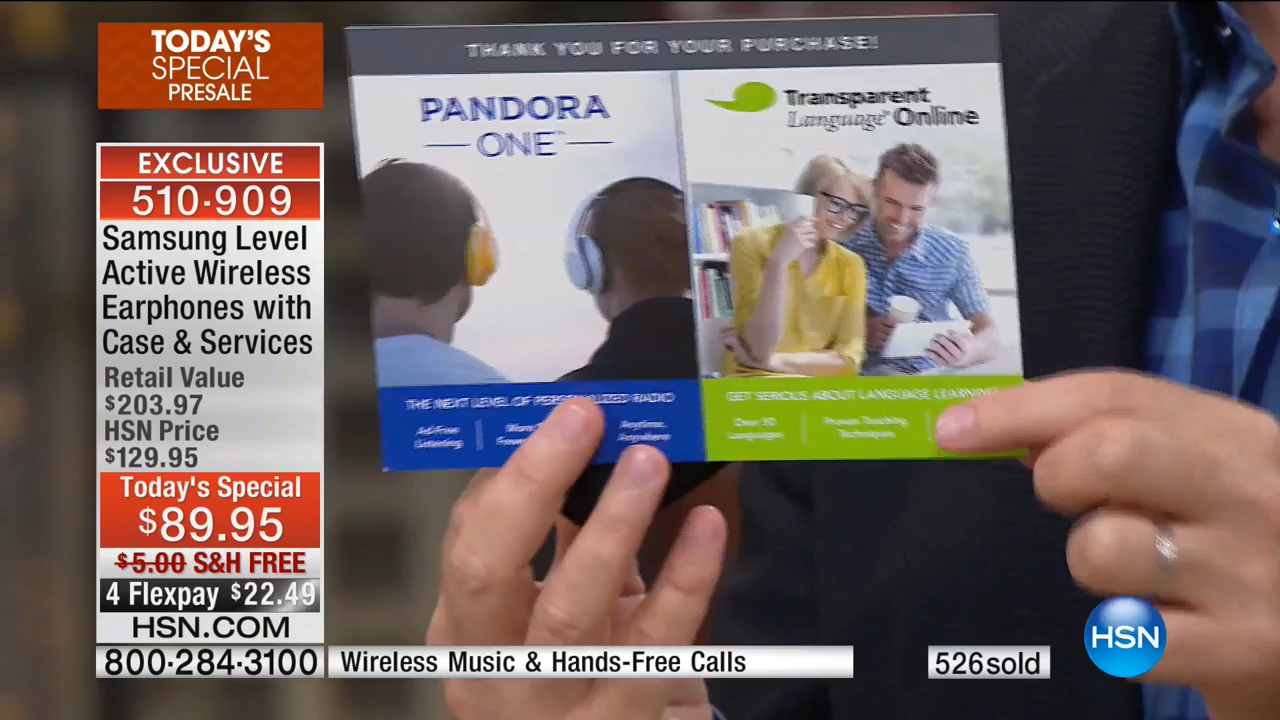 TODAY'S
SPECIAL
PRESALE
EXCLUSIVE
510-909
Samsung Level
Active Wireless
Earphones with
Case & Services
Retail Value
$203.97
HSN Price
$129.95
Today's Special
$89.95
$5.00 S&H FREE
4 Flexpay $22.49
HSN.COM
800-284-3100
Wireless Music & Hands-Free Calls
526 sold
HSN
THANK YOU FOR YOUR PURCHASE!
PANDORA
ONE™
THE NEXT LEVEL OF PERSONALIZED RADIO
Ad-Free
Listening
More
Anytime,
Anywhere
Transparent
Language Online
GET SERIOUS ABOUT LANGUAGE LEARNING
Over 50
Languages
Proven Teaching
Techniques